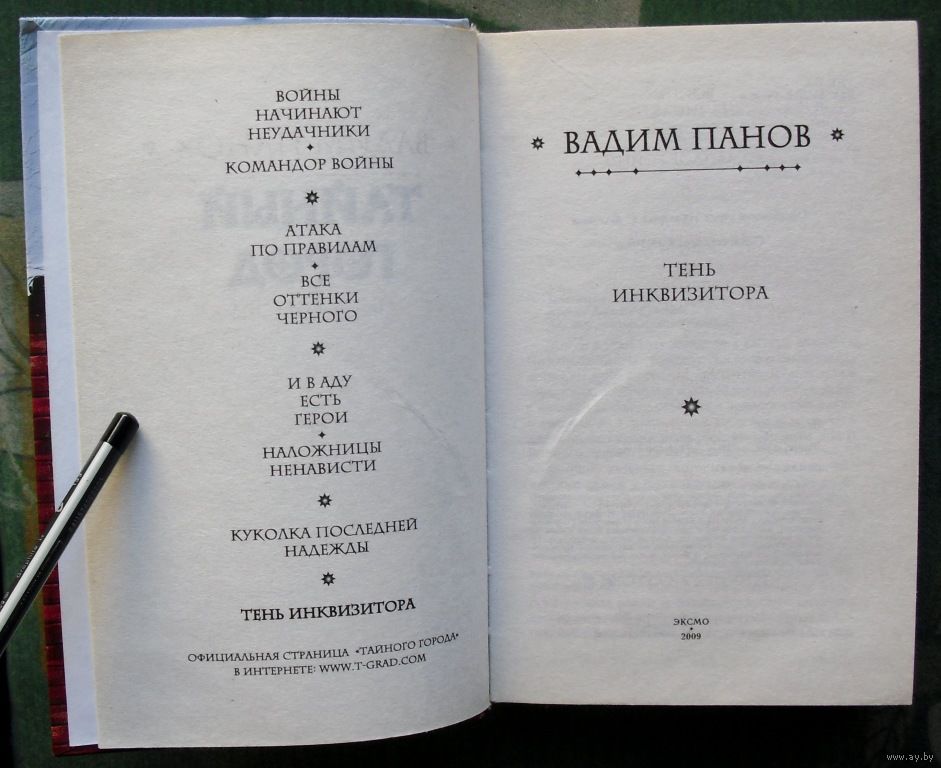 ВОЙНЫ
НАЧИНАЮТ
НЕУДАЧНИКИ
КОМАНДОР ВОЙНЫ
АТАКА
ПО ПРАВИЛАМ
ВСЕ
ОТТЕНКИ
ЧЕРНОГО
И В АДУ
ЕСТЬ
ГЕРОИ
НАЛОЖНИЦЫ
НЕНАВИСТИ
КУКОЛКА ПОСЛЕДНЕЙ
НАДЕЖДЫ
ТЕНЬ ИНКВИЗИТОРА
ОФИЦИАЛЬНАЯ СТРАНИЦА «ТАЙНОГО ГОРОДА»
В ИНТЕРНЕТЕ: WWW.T-GRAD.COM
ВАДИМ ПАНОВ
ТЕНЬ
ИНКВИЗИТОРА
ЭКСМО
2009
www.ay.by